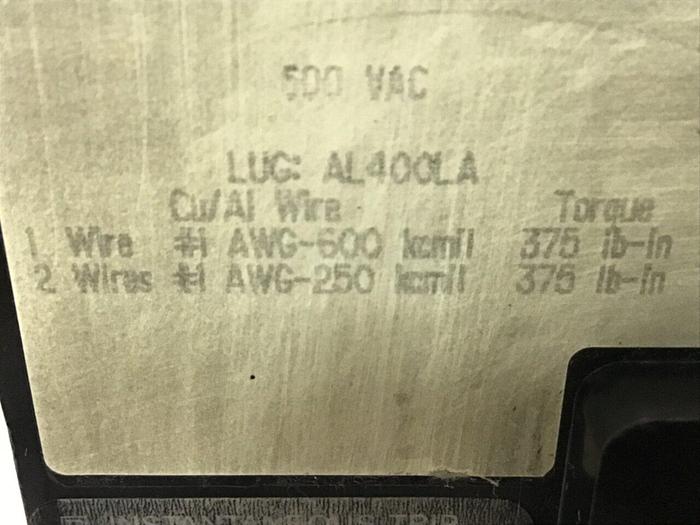 VAC
LUG: AL400LA
Cu/Al Wire Torque
1 Wire #1 AWG-600 kcmil 375 lb-in
2 Wires #1 AWG-250 kcmil 375 lb-in